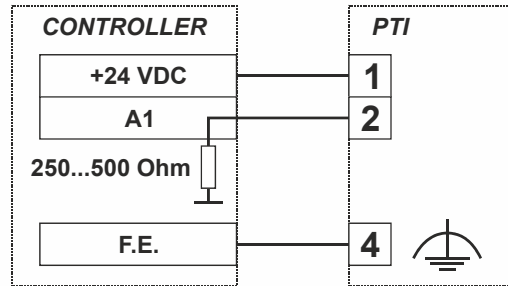 CONTROLLER PTI
+24 VDC 1
A1 2
250...500 Ohm
F.E. 4